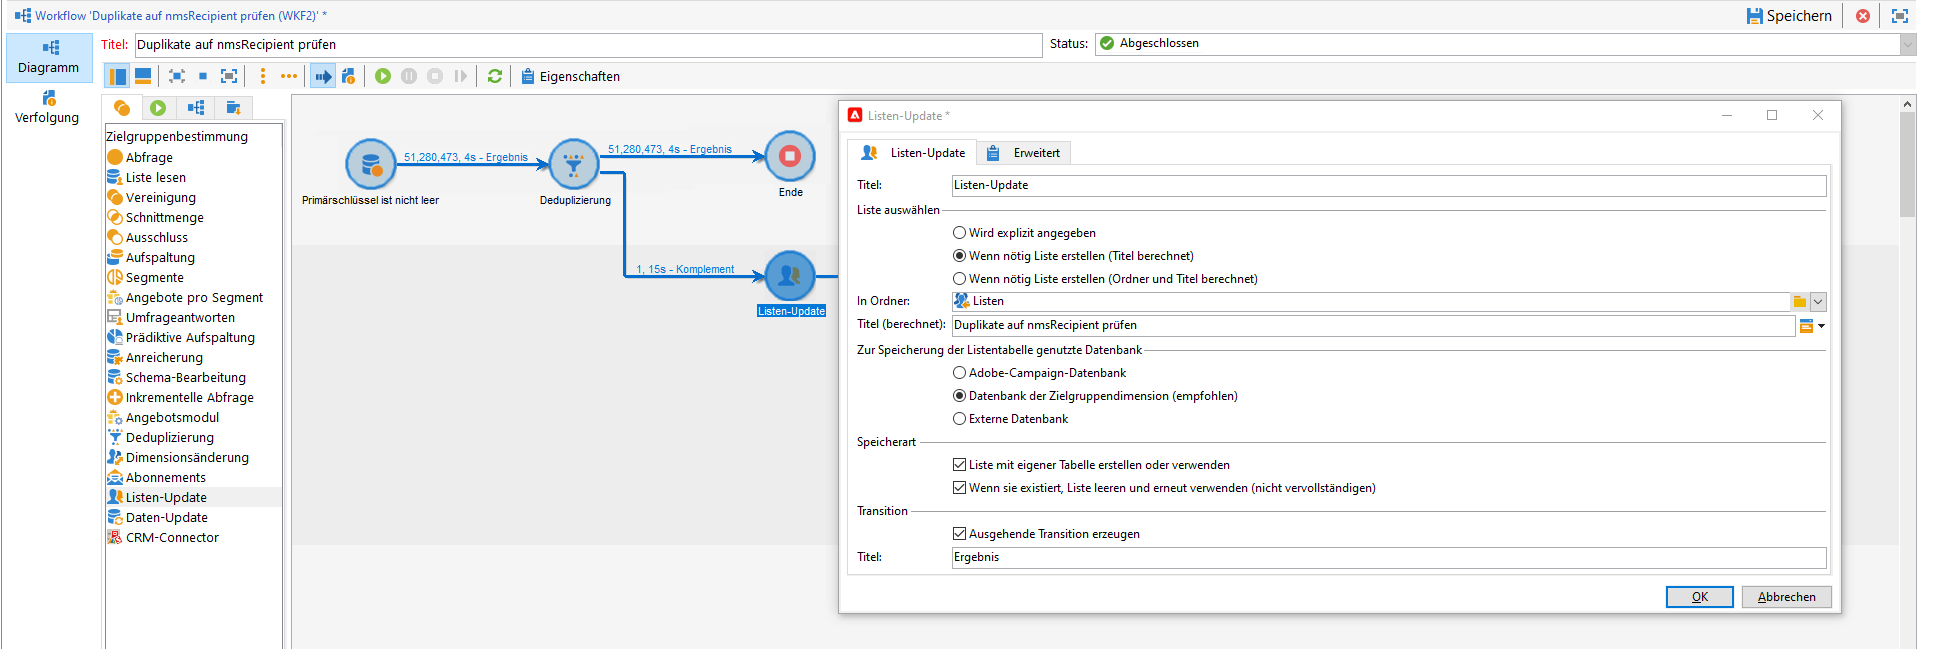 Workflow 'Duplikate auf nmsRecipient prüfen (WKF2)' *
Speichern
Diagramm
Verfolgung
Titel: Duplikate auf nmsRecipient prüfen
Status: Abgeschlossen
Eigenschaften
Zielgruppenbestimmung
Abfrage
Liste lesen
Vereinigung
Schnittmenge
Ausschluss
Aufspaltung
Segmente
Angebote pro Segment
Umfrageantworten
Prädiktive Aufspaltung
Anreicherung
Schema-Bearbeitung
Inkrementelle Abfrage
Angebotsmodul
Deduplizierung
Dimensionsänderung
Abonnements
Listen-Update
Daten-Update
CRM-Connector
51,280,473, 4s - Ergebnis
51,280,473, 4s - Ergebnis
Primärschlüssel ist nicht leer
Deduplizierung
Ende
1, 15s - Komplement
Listen-Update
Listen-Update *
Listen-Update
Erweitert
Titel: Listen-Update
Liste auswählen
Wird explizit angegeben
Wenn nötig Liste erstellen (Titel berechnet)
Wenn nötig Liste erstellen (Ordner und Titel berechnet)
In Ordner: Listen
Titel (berechnet): Duplikate auf nmsRecipient prüfen
Zur Speicherung der Listentabelle genutzte Datenbank
Adobe-Campaign-Datenbank
Datenbank der Zielgruppendimension (empfohlen)
Externe Datenbank
Speicherart
Liste mit eigener Tabelle erstellen oder verwenden
Wenn sie existiert, Liste leeren und erneut verwenden (nicht vervollständigen)
Transition
Ausgehende Transition erzeugen
Titel: Ergebnis
OK
Abbrechen